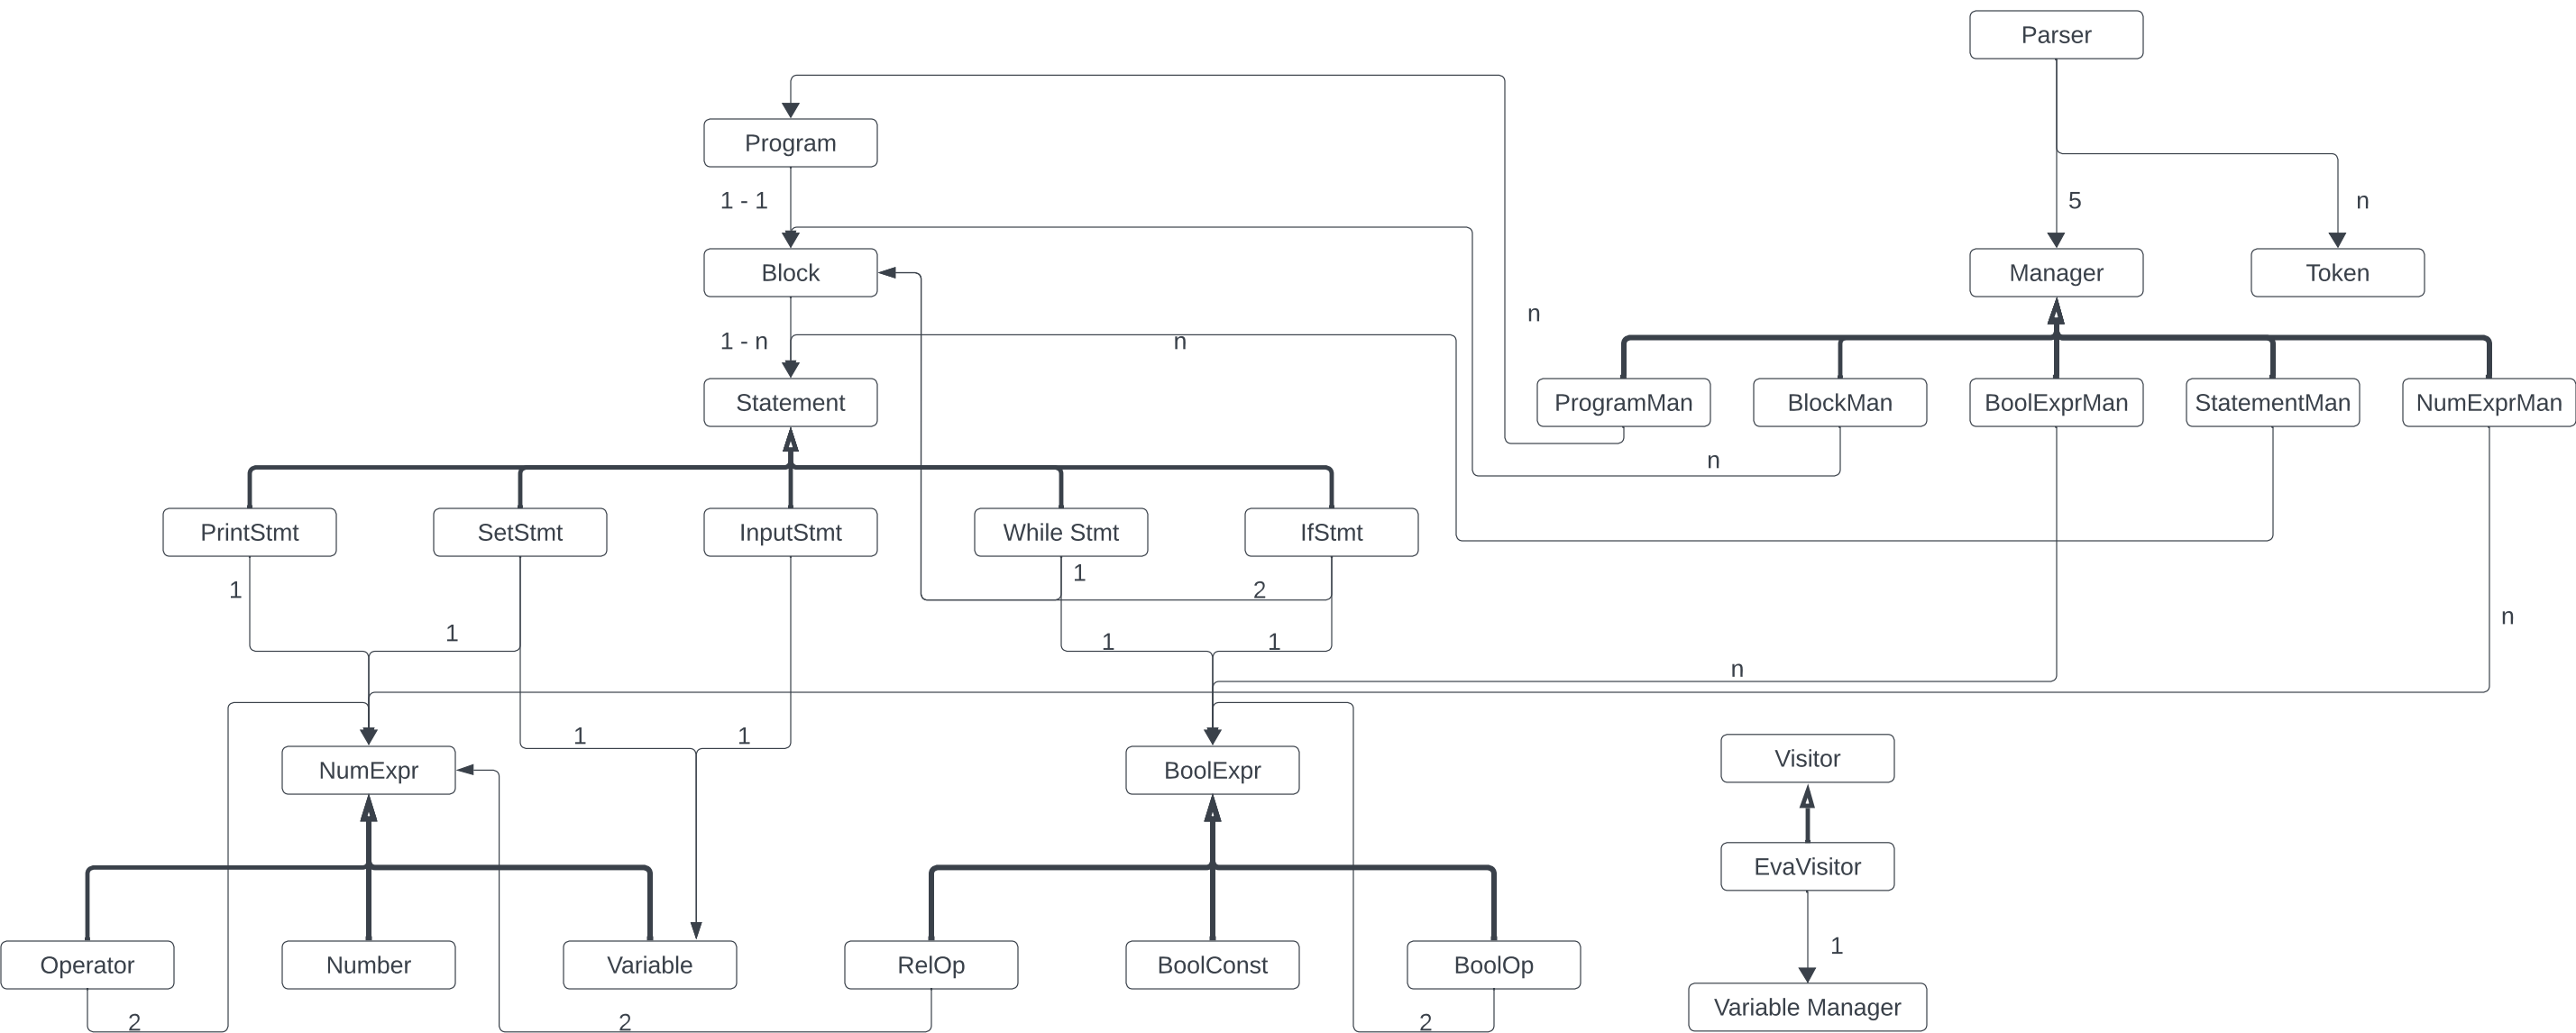 Parser
Program
1 - 1
5
n
Block
Manager
Token
n
1 - n
n
Statement
ProgramMan
BlockMan
BoolExprMan
StatementMan
NumExprMan
n
PrintStmt
SetStmt
InputStmt
While Stmt
IfStmt
1
1
2
n
1
1
1
n
1
1
NumExpr
BoolExpr
Visitor
EvaVisitor
1
Operator
Number
Variable
RelOp
BoolConst
BoolOp
Variable Manager
2
2
2